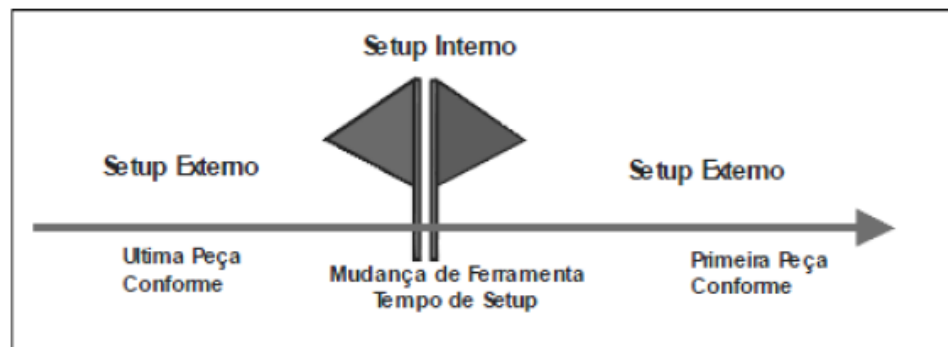 Setup Interno
Setup Externo
Setup Externo
Ultima Peça
Conforme
Mudança de Ferramenta
Tempo de Setup
Primeira Peça
Conforme